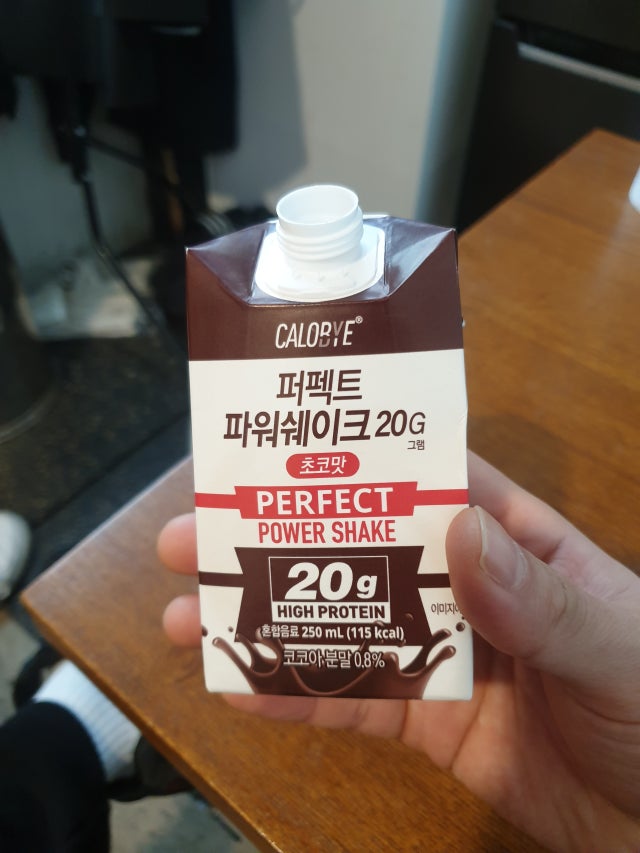 CALOBYE®
퍼펙트
파워쉐이크 20G
그램
초코맛
PERFECT
POWER SHAKE
20g
HIGH PROTEIN
혼합음료 250 mL (115 kcal)
코코아분말 0.8%